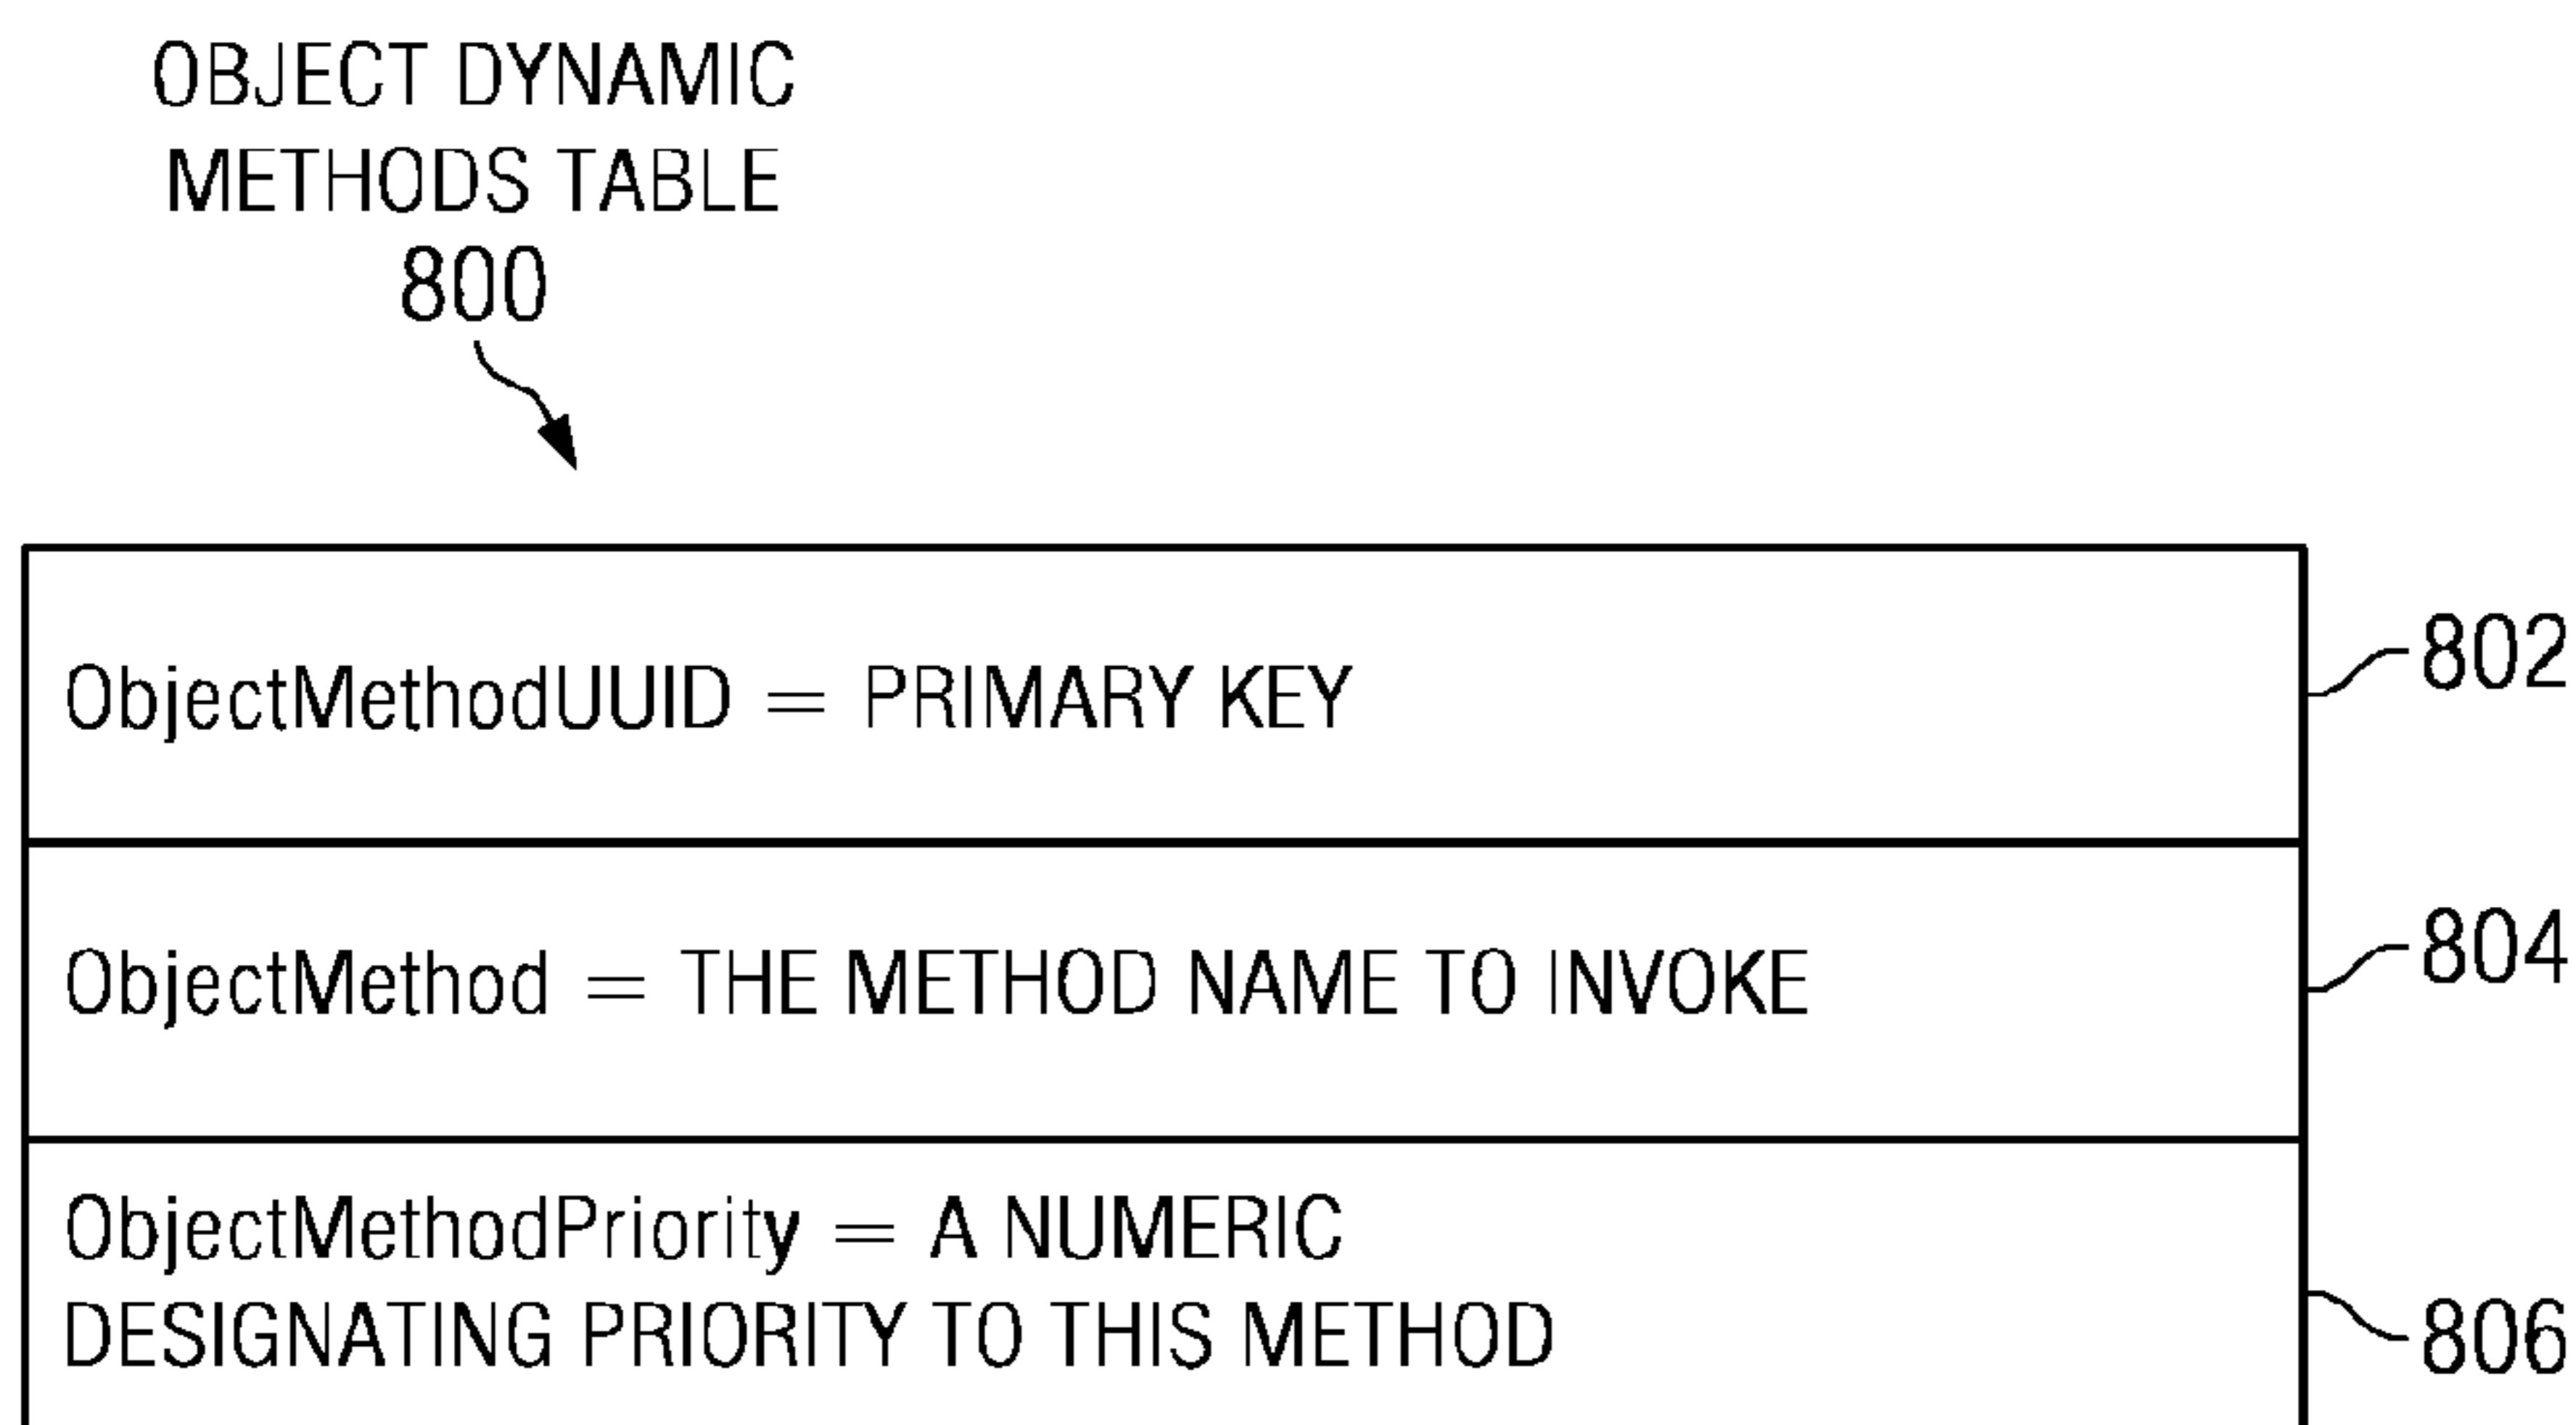 OBJECT DYNAMIC
METHODS TABLE
800
ObjectMethodUUID = PRIMARY KEY
802
ObjectMethod = THE METHOD NAME TO INVOKE
804
ObjectMethodPriority = A NUMERIC
DESIGNATING PRIORITY TO THIS METHOD
806